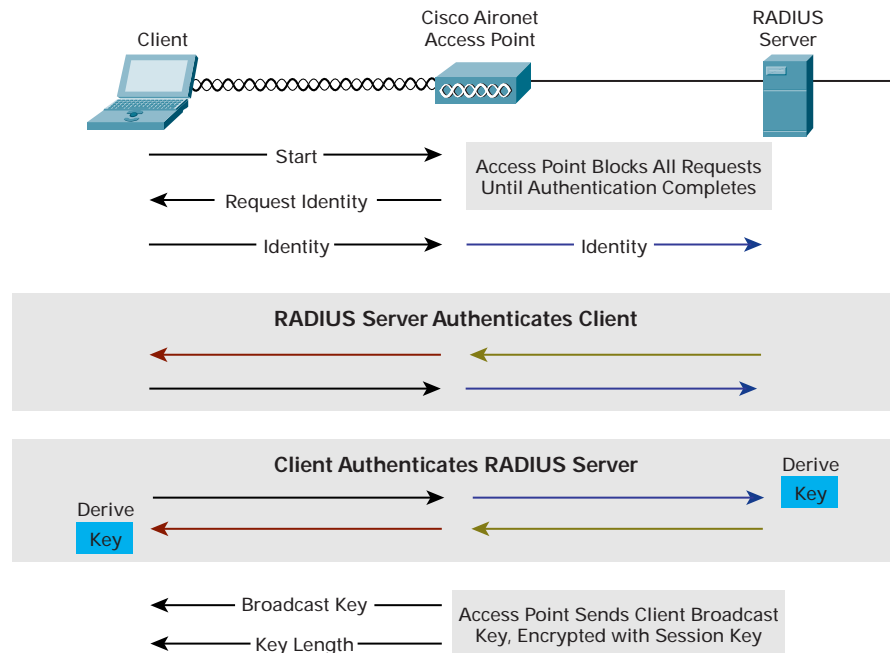 Client
Cisco Aironet
Access Point
RADIUS
Server
Start
Access Point Blocks All Requests
Until Authentication Completes
Request Identity
Identity
Identity
RADIUS Server Authenticates Client
Client Authenticates RADIUS Server
Derive
Key
Derive
Key
Broadcast Key
Key Length
Access Point Sends Client Broadcast
Key, Encrypted with Session Key